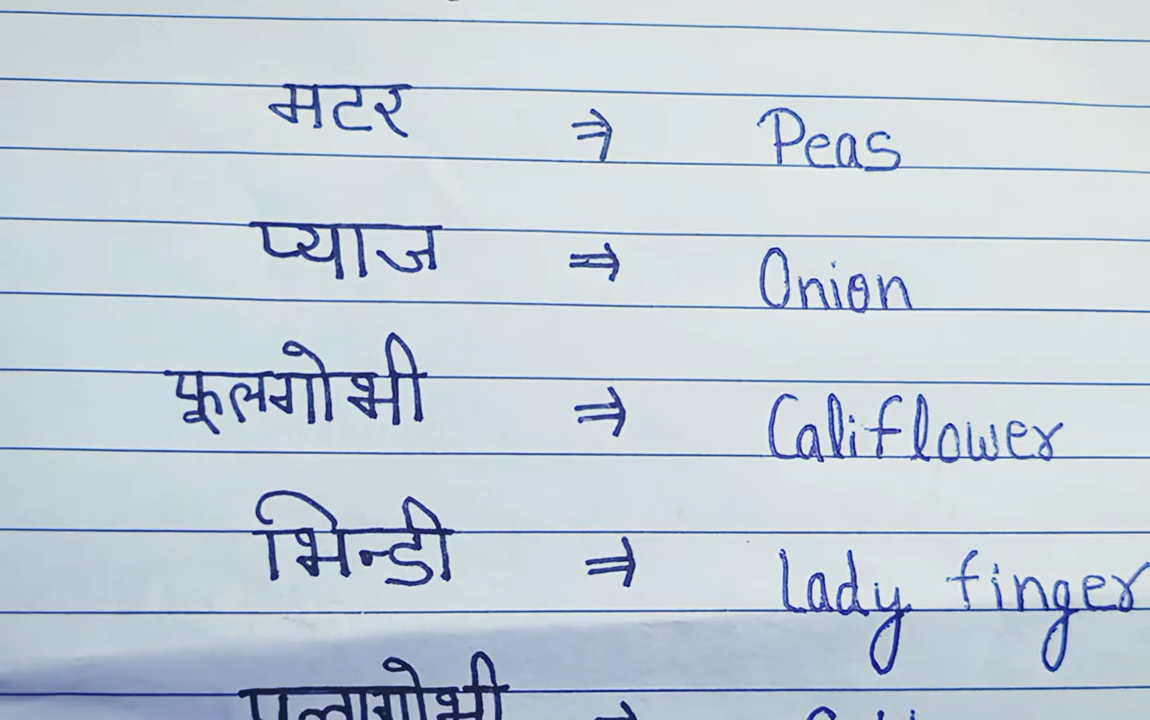 मटर ⇒ Peas
प्याज ⇒ Onion
फूलगोभी ⇒ Califlower
भिन्डी ⇒ lady finger